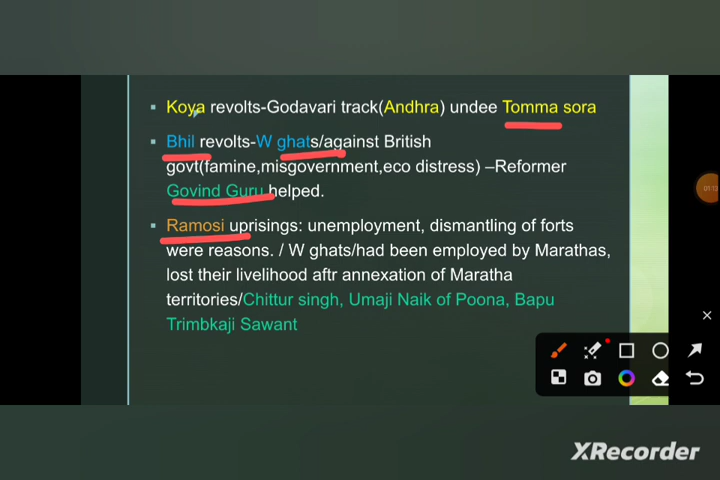 Koya revolts-Godavari track(Andhra) undee Tomma sora
Bhil revolts-W ghats/against British
govt(famine,misgovernment,eco distress) –Reformer
Govind Guru helped.
Ramosi uprisings: unemployment, dismantling of forts
were reasons. / W ghats/had been employed by Marathas,
lost their livelihood aftr annexation of Maratha
territories/Chittur singh, Umaji Naik of Poona, Bapu
Trimbkaji Sawant
XRecorder